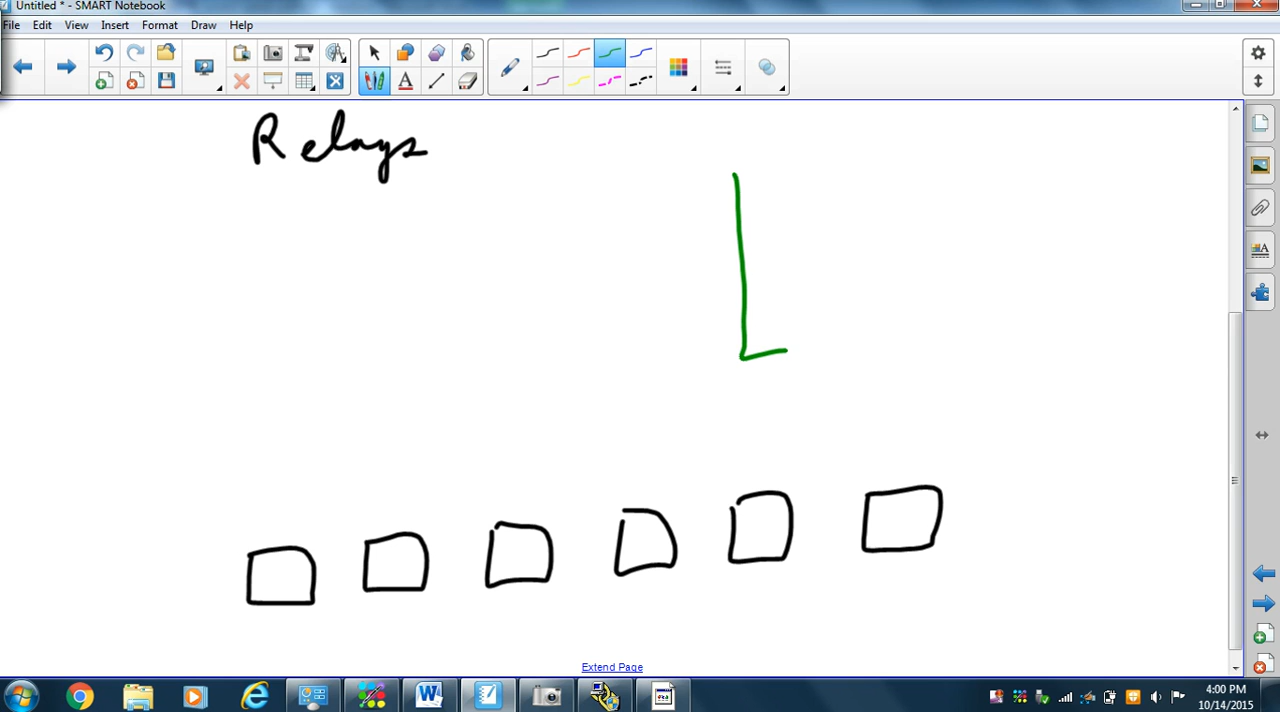 Untitled * - SMART Notebook
File Edit View Insert Format Draw Help
Relays
Extend Page
4:00 PM
10/14/2015